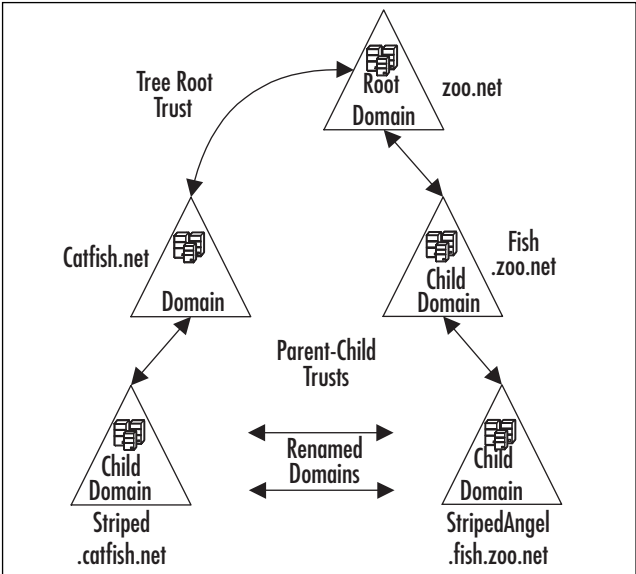 Tree Root
Trust
Root
Domain
zoo.net
Catfish.net
Domain
Fish
.zoo.net
Child
Domain
Parent-Child
Trusts
Child
Domain
Striped
.catfish.net
Renamed
Domains
Child
Domain
StripedAngel
.fish.zoo.net